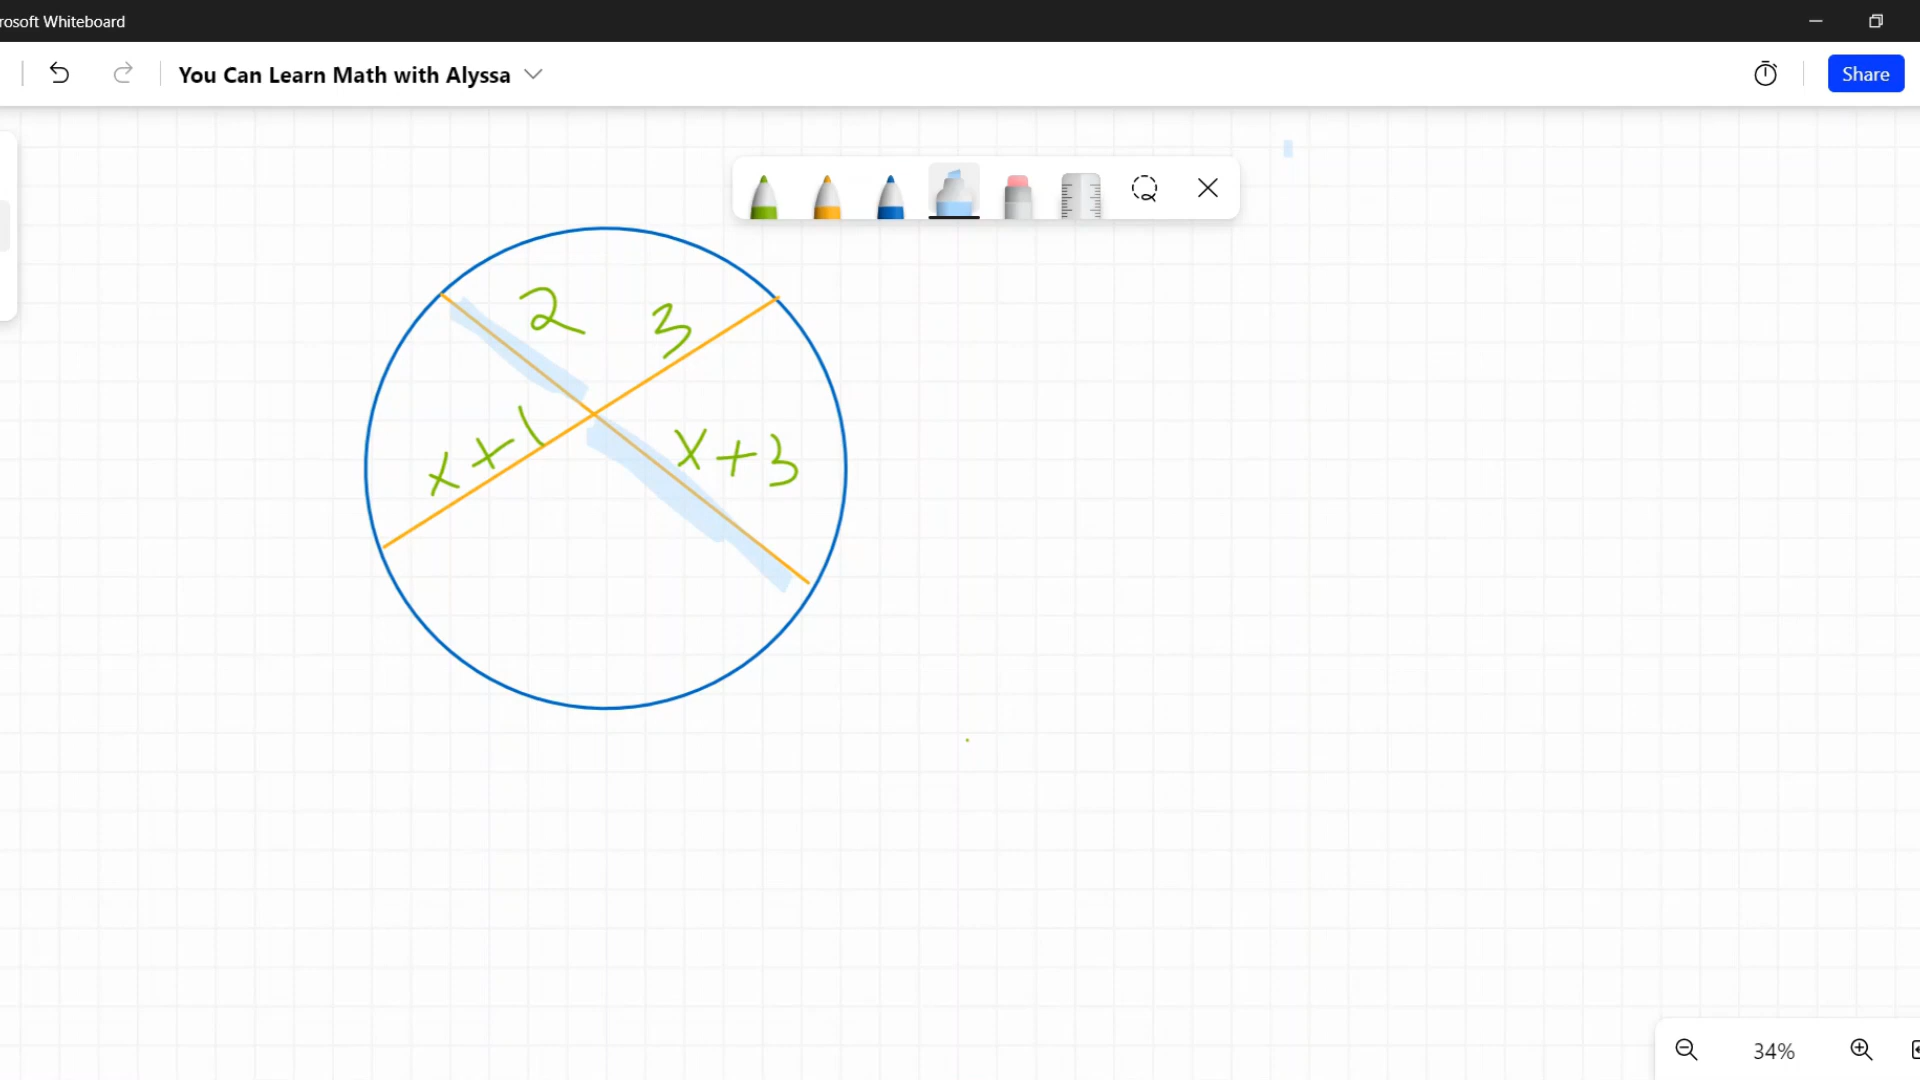 rosoft Whiteboard
You Can Learn Math with Alyssa
Share
2
3
x+1
x+3
34%